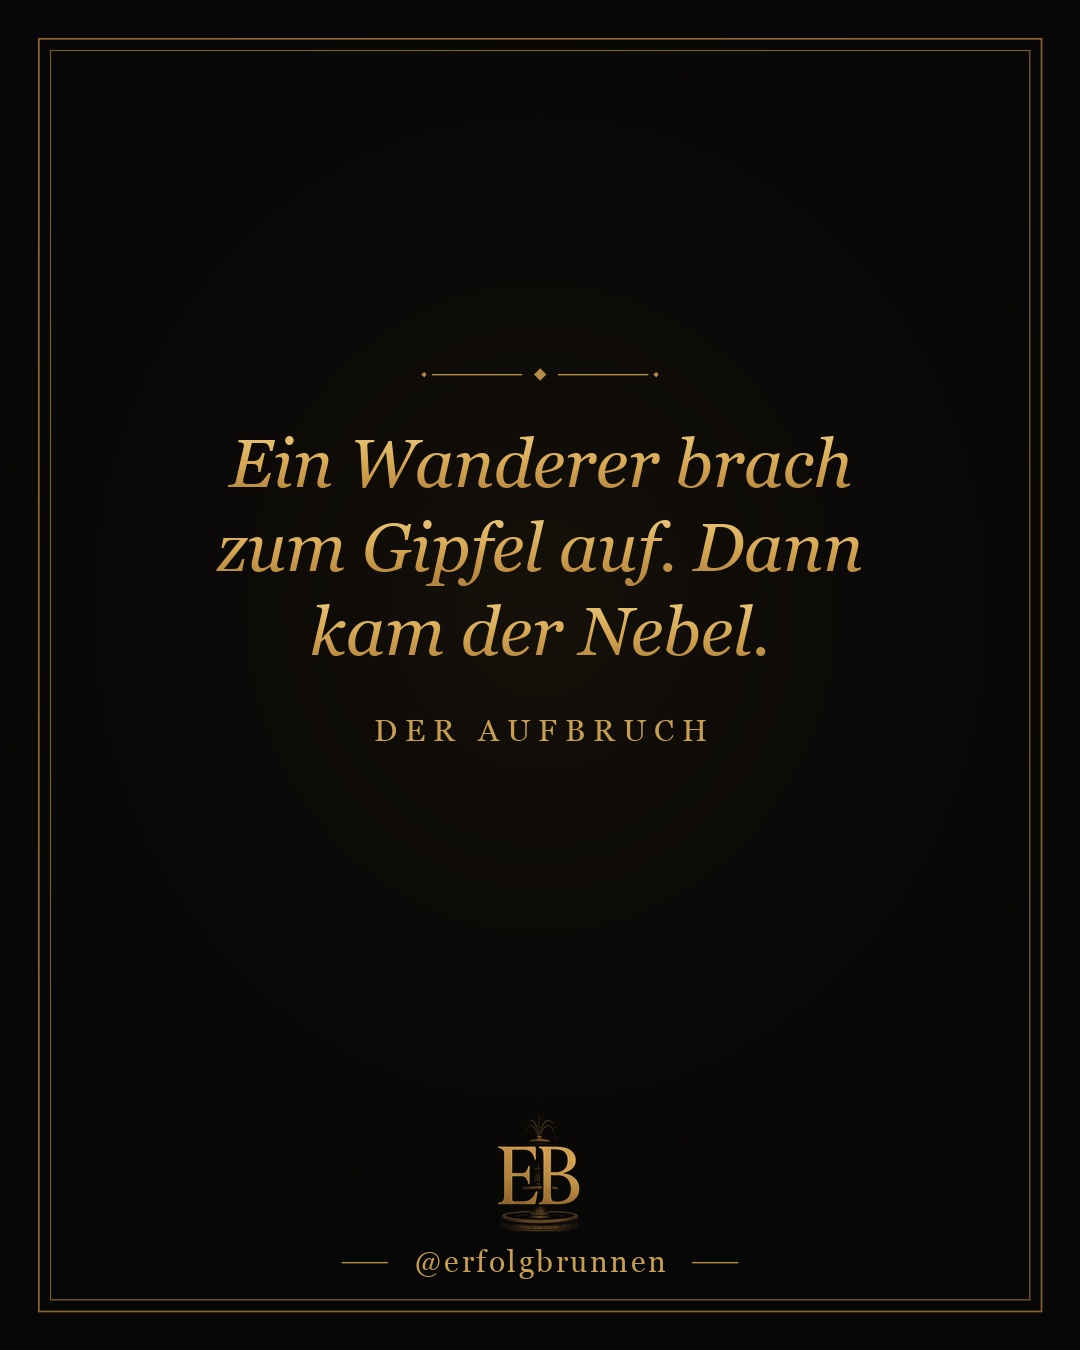 Ein Wanderer brach
zum Gipfel auf. Dann
kam der Nebel.
DER AUFBRUCH
EB
@erfolgbrunnen